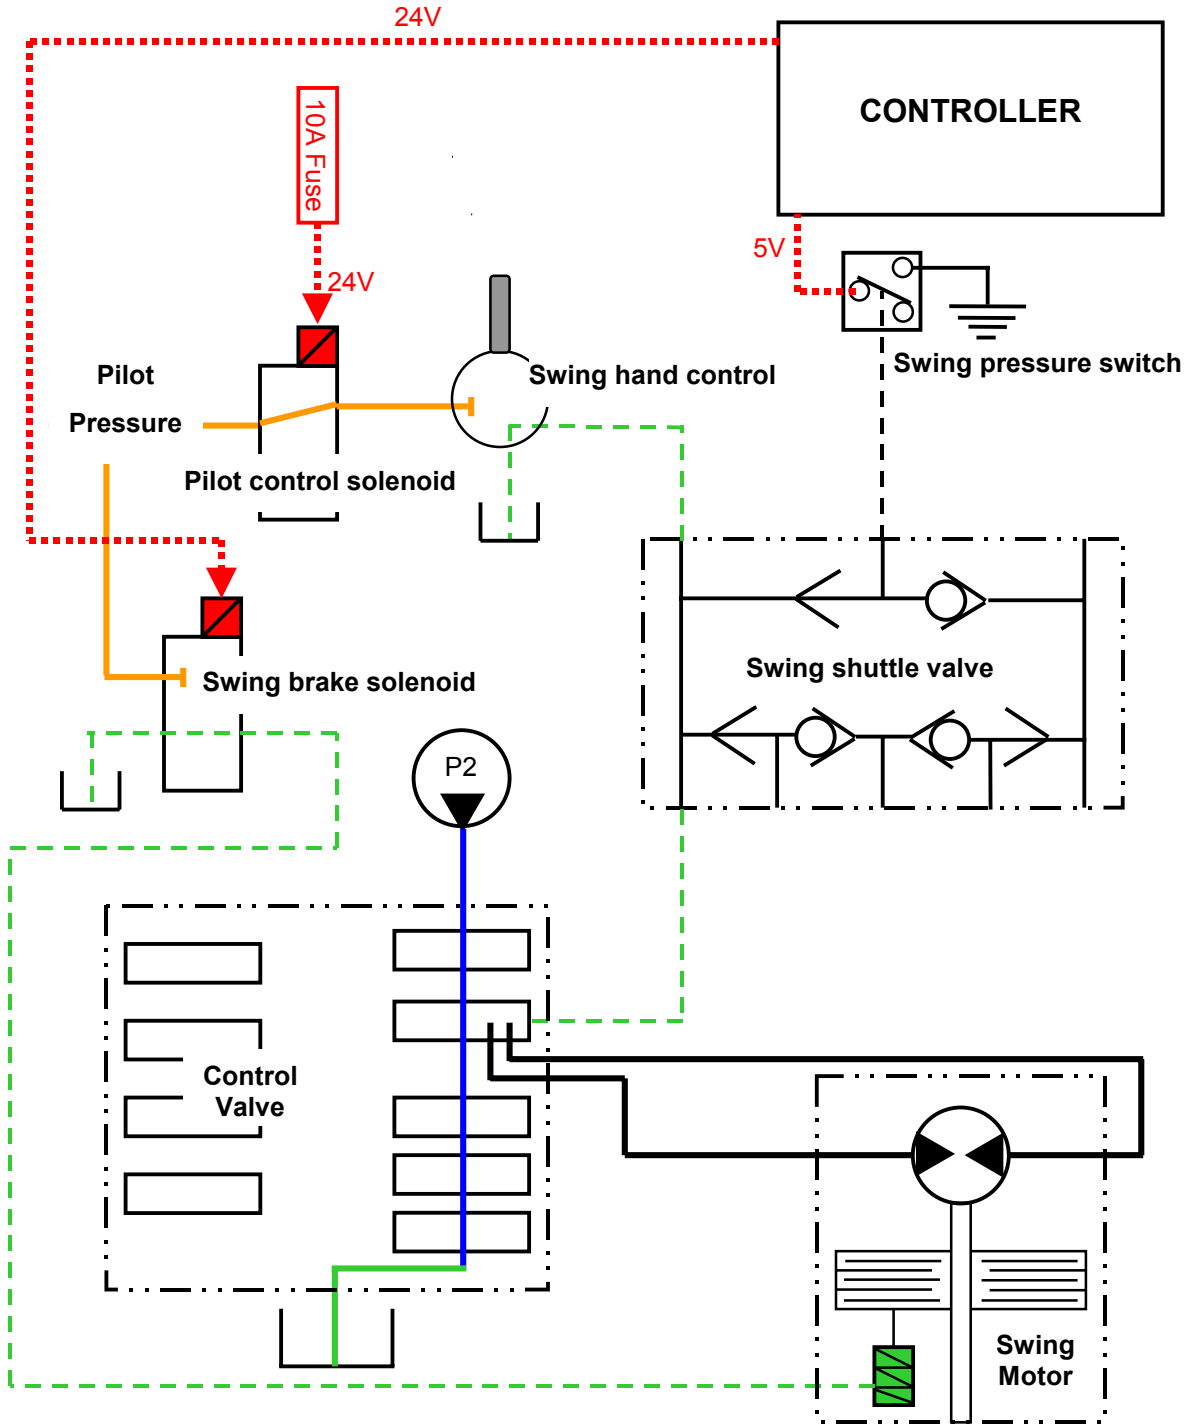 24V
CONTROLLER
10A Fuse
5V
24V
Swing pressure switch
Pilot
Pressure
Swing hand control
Pilot control solenoid
Swing shuttle valve
Swing brake solenoid
P2
Control
Valve
Swing
Motor